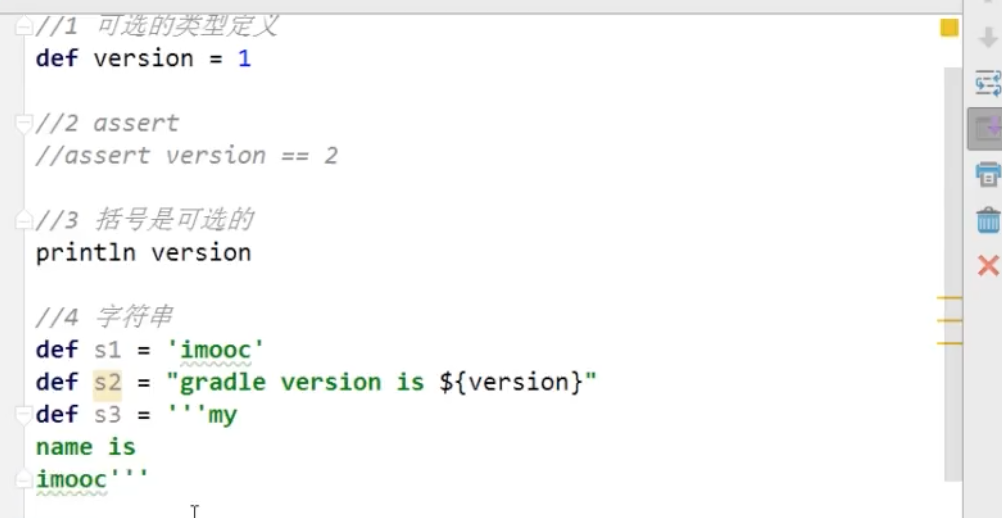 //1 可选的类型定义
def version = 1
//2 assert
//assert version == 2
//3 括号是可选的
println version
//4 字符串
def s1 = 'imooc'
def s2 = "gradle version is ${version}"
def s3 = '''my
name is
imooc'''